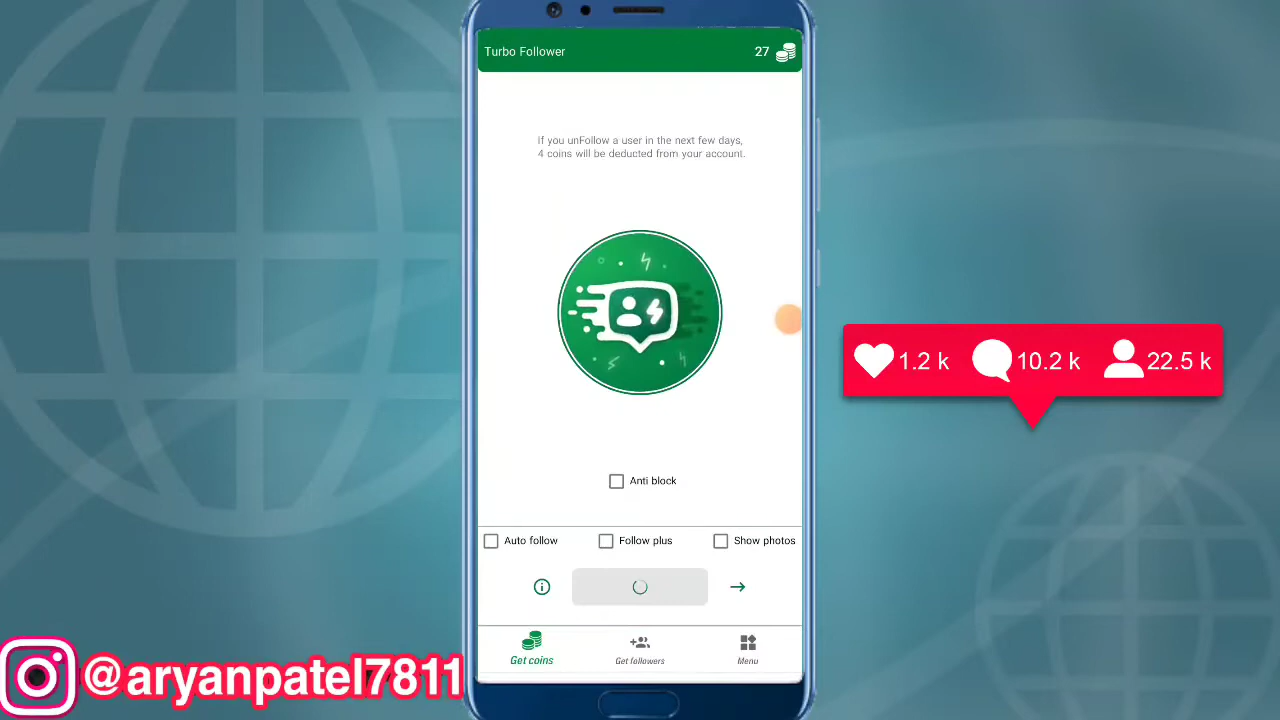 Turbo Follower
27
If you unFollow a user in the next few days,
4 coins will be deducted from your account.
1.2 k 10.2 k 22.5 k
Anti block
Auto follow Follow plus Show photos
Get coins Get followers Menu
@aryanpatel7811